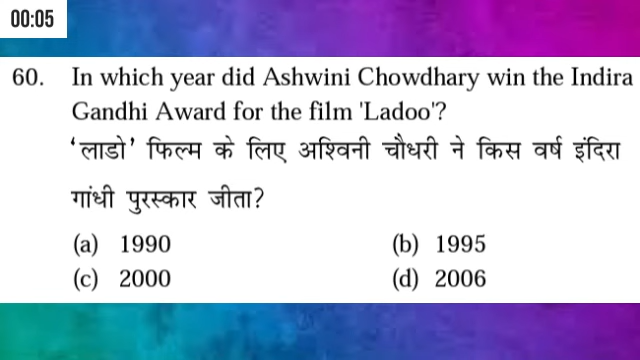 00:05
60. In which year did Ashwini Chowdhary win the Indira
Gandhi Award for the film 'Ladoo'?
‘लाडो’ फिल्म के लिए अश्विनी चौधरी ने किस वर्ष इंदिरा
गांधी पुरस्कार जीता?
(a) 1990 (b) 1995
(c) 2000 (d) 2006